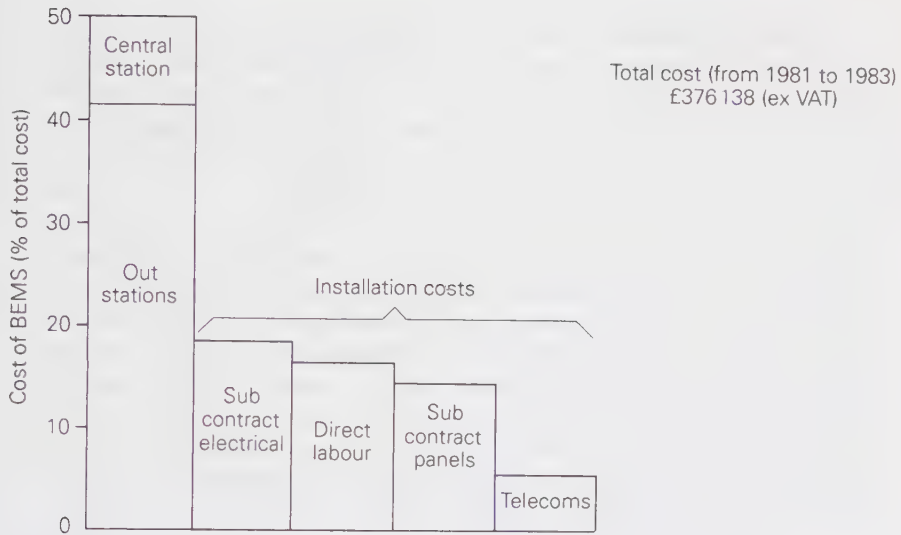 50
40
30
20
10
0
Cost of BEMS (% of total cost)
Central
station
Out
stations
Installation costs
Sub
contract
electrical
Direct
labour
Sub
contract
panels
Telecoms
Total cost (from 1981 to 1983)
£376 138 (ex VAT)